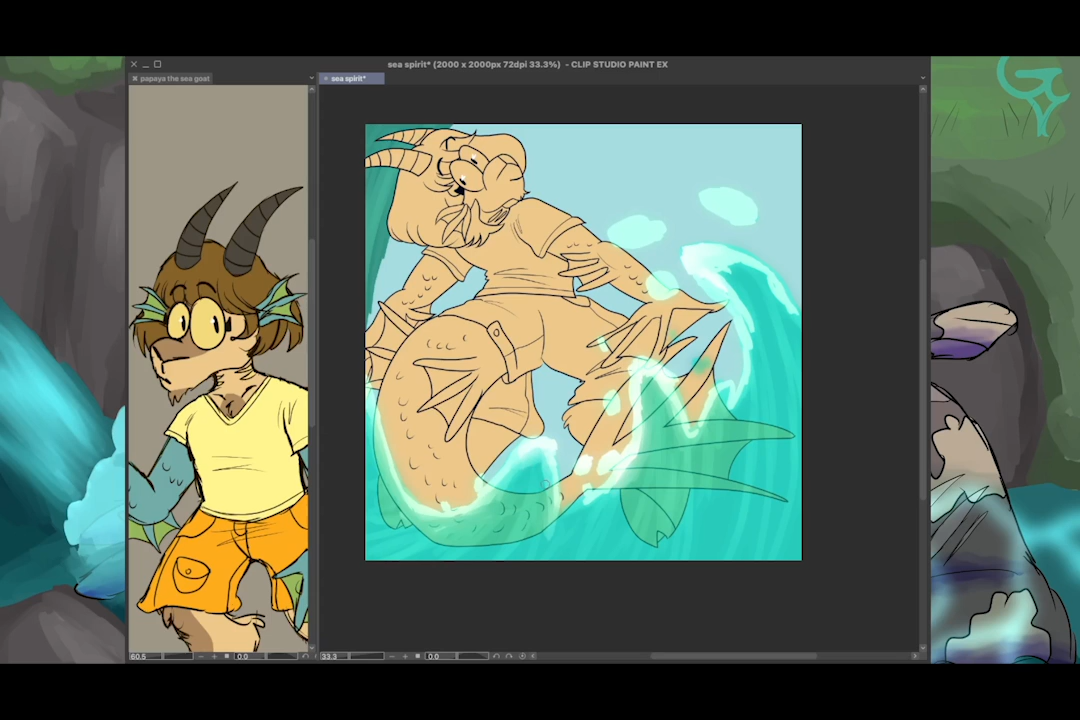 sea spirit* (2000 x 2000px 72dpi 33.3%) - CLIP STUDIO PAINT EX
papaya the sea goat
sea spirit*
60.5
0.0
33.3
0.0